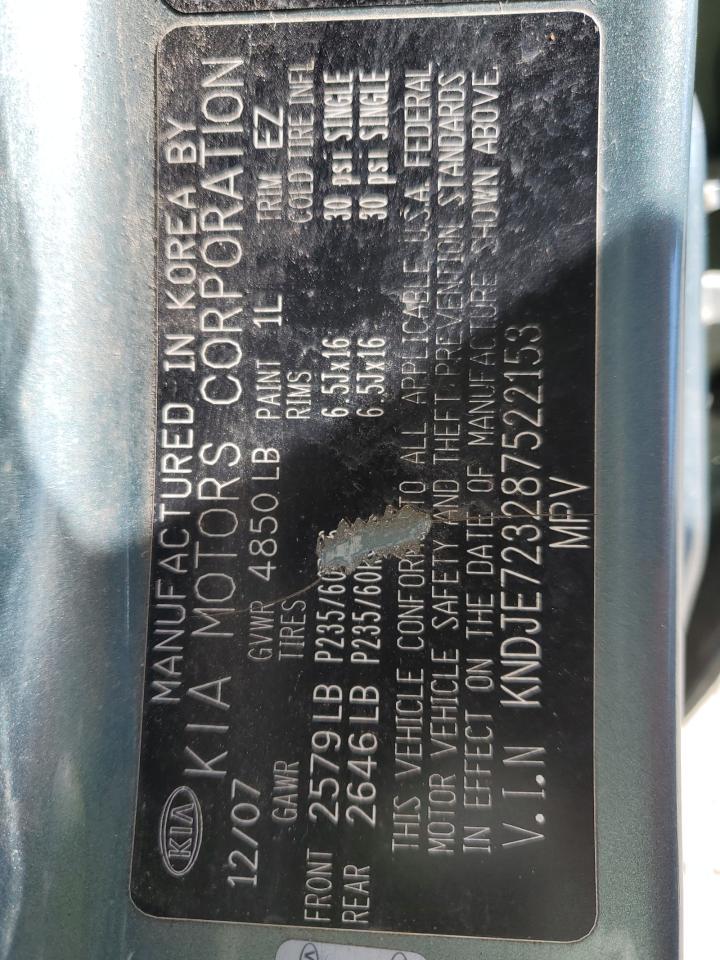 KIA
MANUFACTURED IN KOREA BY
KIA MOTORS CORPORATION
12/07 GVWR 4850 LB PAINT 1L TRIM EZ
GAWR TIRES RIMS COLD TIRE INFL
FRONT 2579 LB P235/60 6.5Jx16 30 psi SINGLE
REAR 2646 LB P235/60R 6.5Jx16 30 psi SINGLE
THIS VEHICLE CONFORMS TO ALL APPLICABLE U.S.A. FEDERAL
MOTOR VEHICLE SAFETY AND THEFT PREVENTION STANDARDS
IN EFFECT ON THE DATE OF MANUFACTURE SHOWN ABOVE.
V.I.N KNDJE723287522153
MPV